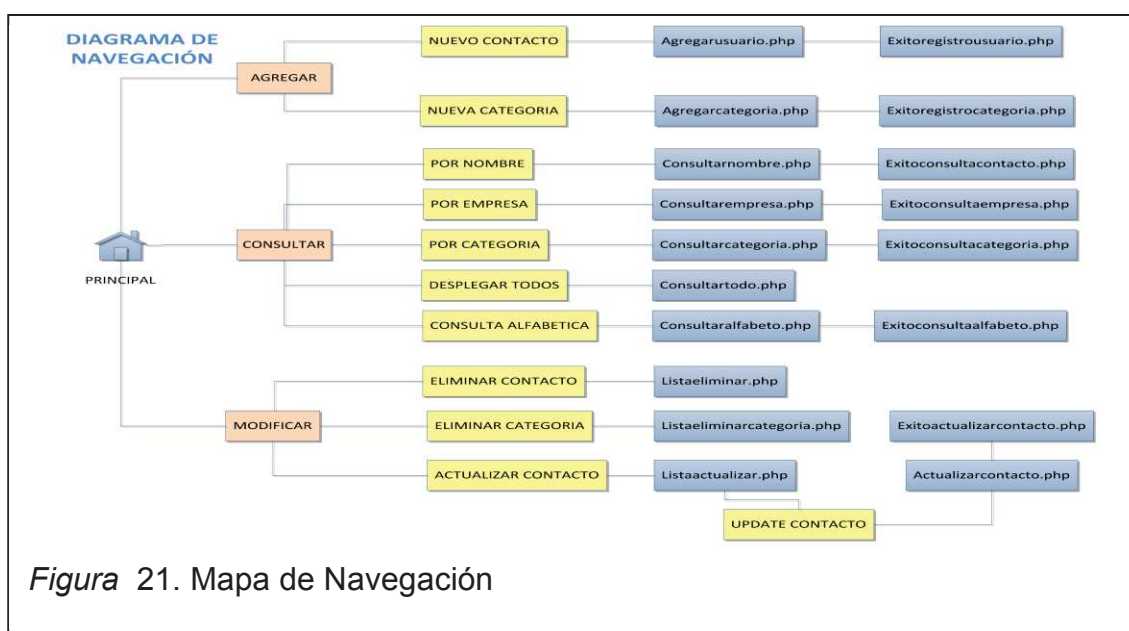 DIAGRAMA DE
NAVEGACIÓN
PRINCIPAL
AGREGAR
NUEVO CONTACTO
Agregarusuario.php
Exitoregistrousuario.php
NUEVA CATEGORIA
Agregarcategoria.php
Exitoregistrocategoria.php
CONSULTAR
POR NOMBRE
Consultarnombre.php
Exitoconsultacontacto.php
POR EMPRESA
Consultarempresa.php
Exitoconsultaempresa.php
POR CATEGORIA
Consultarcategoria.php
Exitoconsultacategoria.php
DESPLEGAR TODOS
Consultartodo.php
CONSULTA ALFABETICA
Consultaralfabeto.php
Exitoconsultaalfabeto.php
MODIFICAR
ELIMINAR CONTACTO
Listaeliminar.php
ELIMINAR CATEGORIA
Listaeliminarcategoria.php
ACTUALIZAR CONTACTO
Listaactualizar.php
UPDATE CONTACTO
Actualizarcontacto.php
Exitoactualizarcontacto.php
Figura 21. Mapa de Navegación